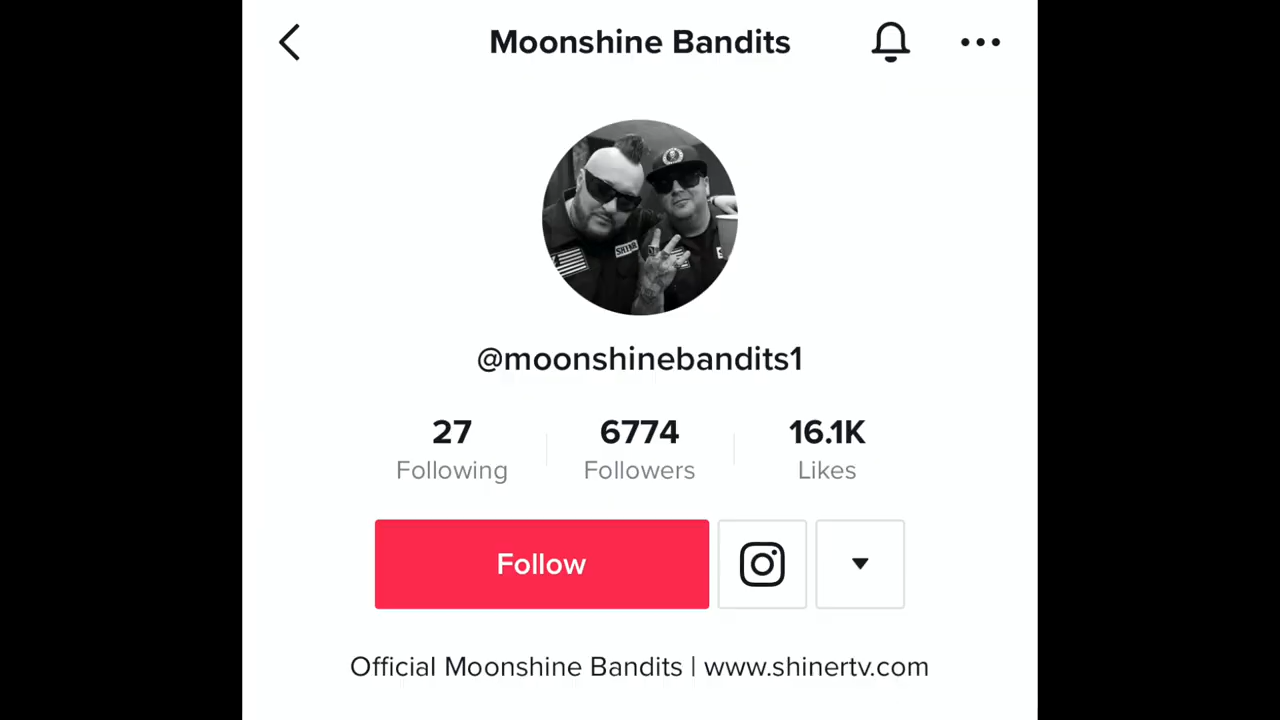 Moonshine Bandits
@moonshinebandits1
27 6774 16.1K
Following Followers Likes
Follow
Official Moonshine Bandits | www.shinertv.com